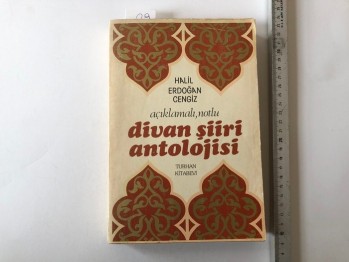 HALİL
ERDOĞAN
CENGİZ
açıklamalı, notlu
divan şiiri
antolojisi
TURHAN
KİTABEVİ